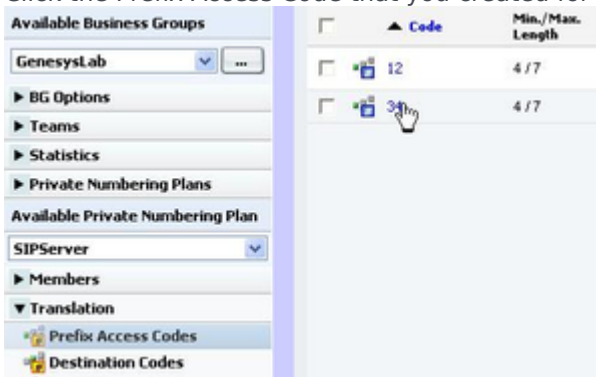 Click the Prefix Access Code that you created for
Available Business Groups
GenesysLab ...
BG Options
Teams
Statistics
Private Numbering Plans
Available Private Numbering Plan
SIPServer
Members
Translation
Prefix Access Codes
Destination Codes
Code Min./Max. Length
12 4/7
34 4/7